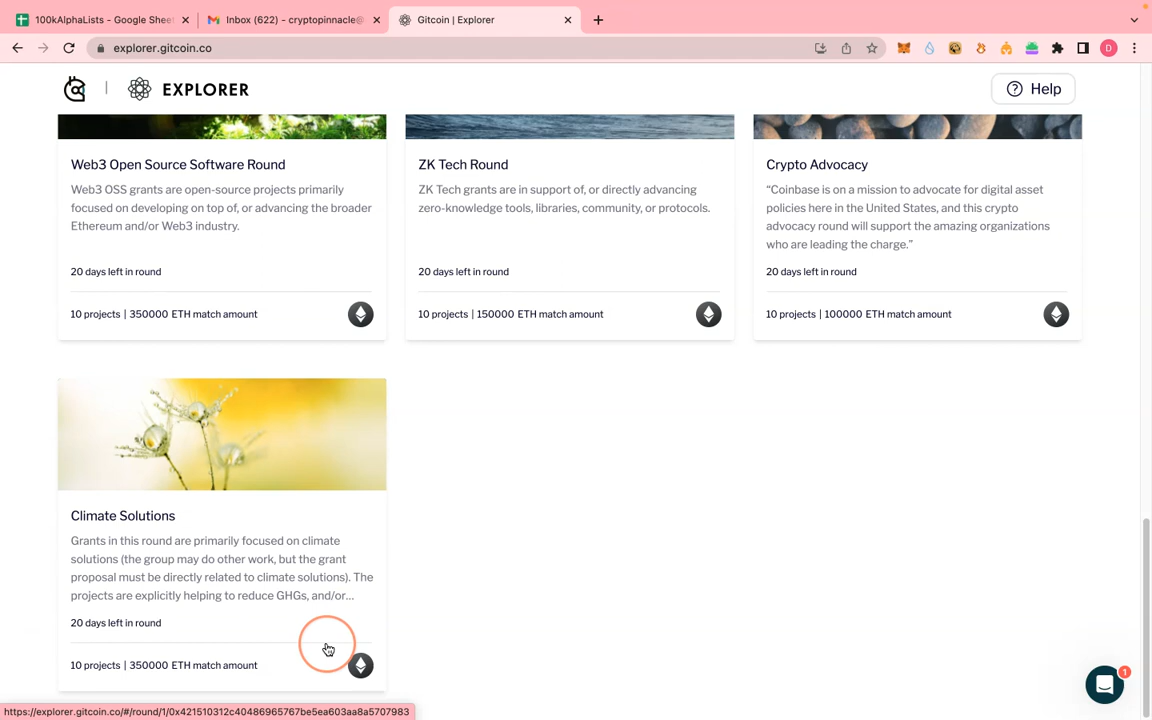 100kAlphaLists - Google Sheet
Inbox (622) - cryptopinnacle@
Gitcoin | Explorer
explorer.gitcoin.co
D
EXPLORER
Help
Web3 Open Source Software Round
Web3 OSS grants are open-source projects primarily
focused on developing on top of, or advancing the broader
Ethereum and/or Web3 industry.
20 days left in round
10 projects | 350000 ETH match amount
ZK Tech Round
ZK Tech grants are in support of, or directly advancing
zero-knowledge tools, libraries, community, or protocols.
20 days left in round
10 projects | 150000 ETH match amount
Crypto Advocacy
“Coinbase is on a mission to advocate for digital asset
policies here in the United States, and this crypto
advocacy round will support the amazing organizations
who are leading the charge.”
20 days left in round
10 projects | 100000 ETH match amount
Climate Solutions
Grants in this round are primarily focused on climate
solutions (the group may do other work, but the grant
proposal must be directly related to climate solutions). The
projects are explicitly helping to reduce GHGs, and/or...
20 days left in round
10 projects | 350000 ETH match amount
1
https://explorer.gitcoin.co/#/round/1/0x421510312c40486965767be5ea603aa8a5707983